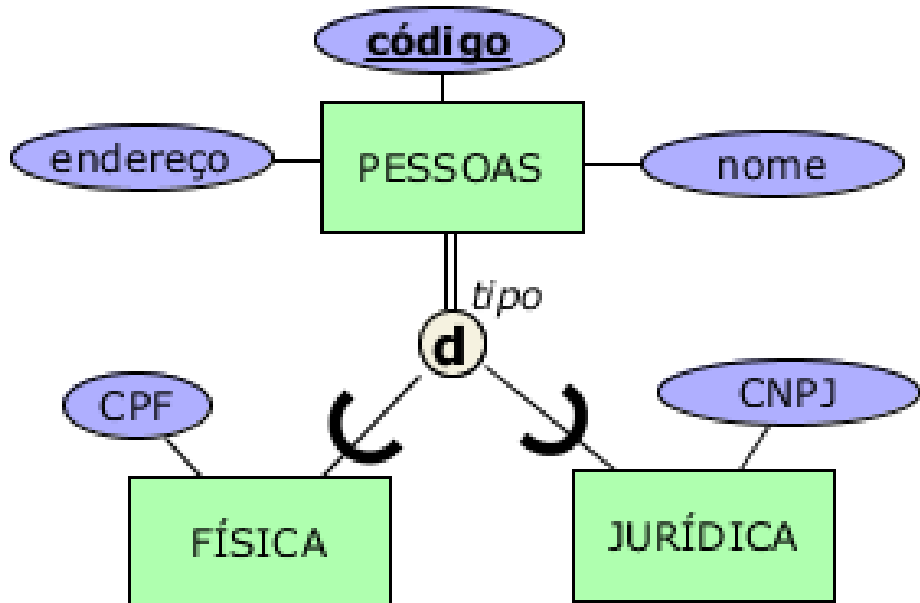 código
endereço
PESSOAS
nome
tipo
d
CPF
CNPJ
FÍSICA
JURÍDICA